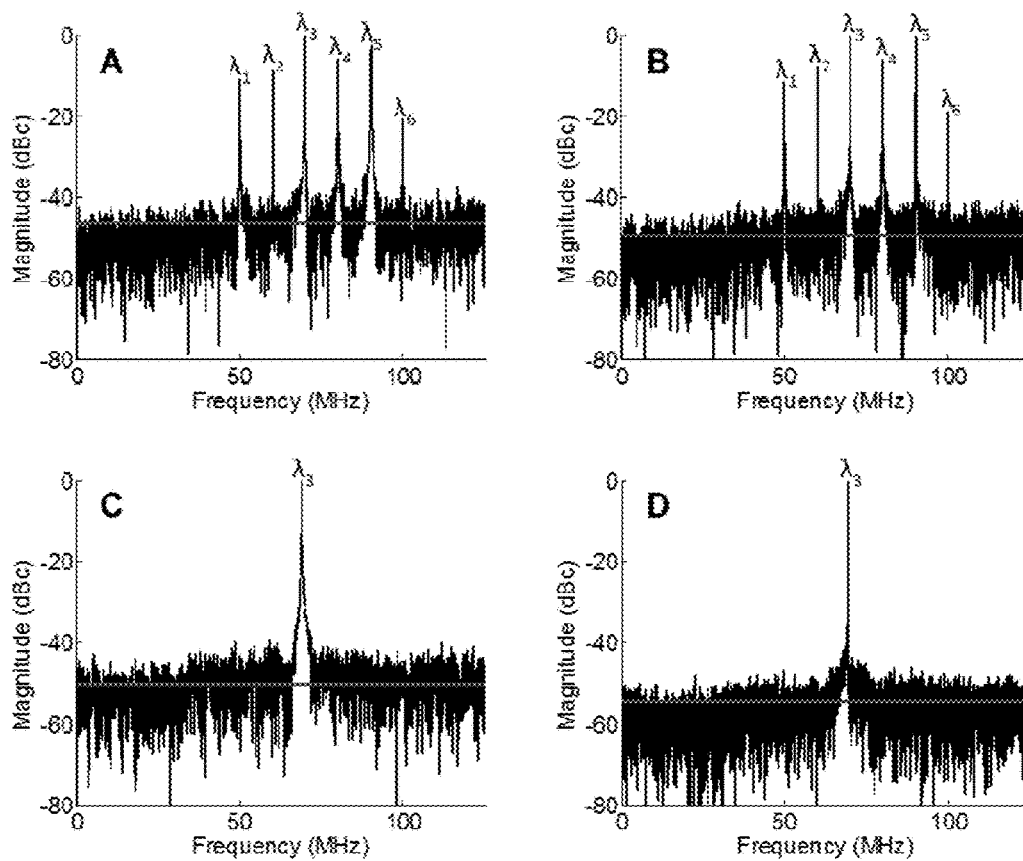 A
B
0
-20
-40
-60
-80
Magnitude (dBc)
λ1
λ2
λ3
λ4
λ5
λ6
0
50
100
Frequency (MHz)
0
-20
-40
-60
-80
Magnitude (dBc)
λ1
λ2
λ3
λ4
λ5
λ6
0
50
100
Frequency (MHz)
C
0
-20
-40
-60
-80
Magnitude (dBc)
λ3
0
50
100
Frequency (MHz)
D
0
-20
-40
-60
-80
Magnitude (dBc)
λ3
0
50
100
Frequency (MHz)